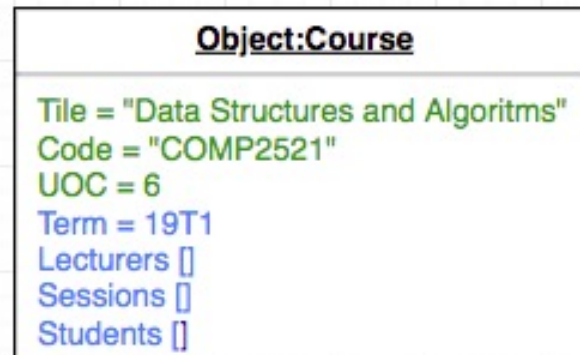 Object:Course
Tile = "Data Structures and Algoritms"
Code = "COMP2521"
UOC = 6
Term = 19T1
Lecturers []
Sessions []
Students []